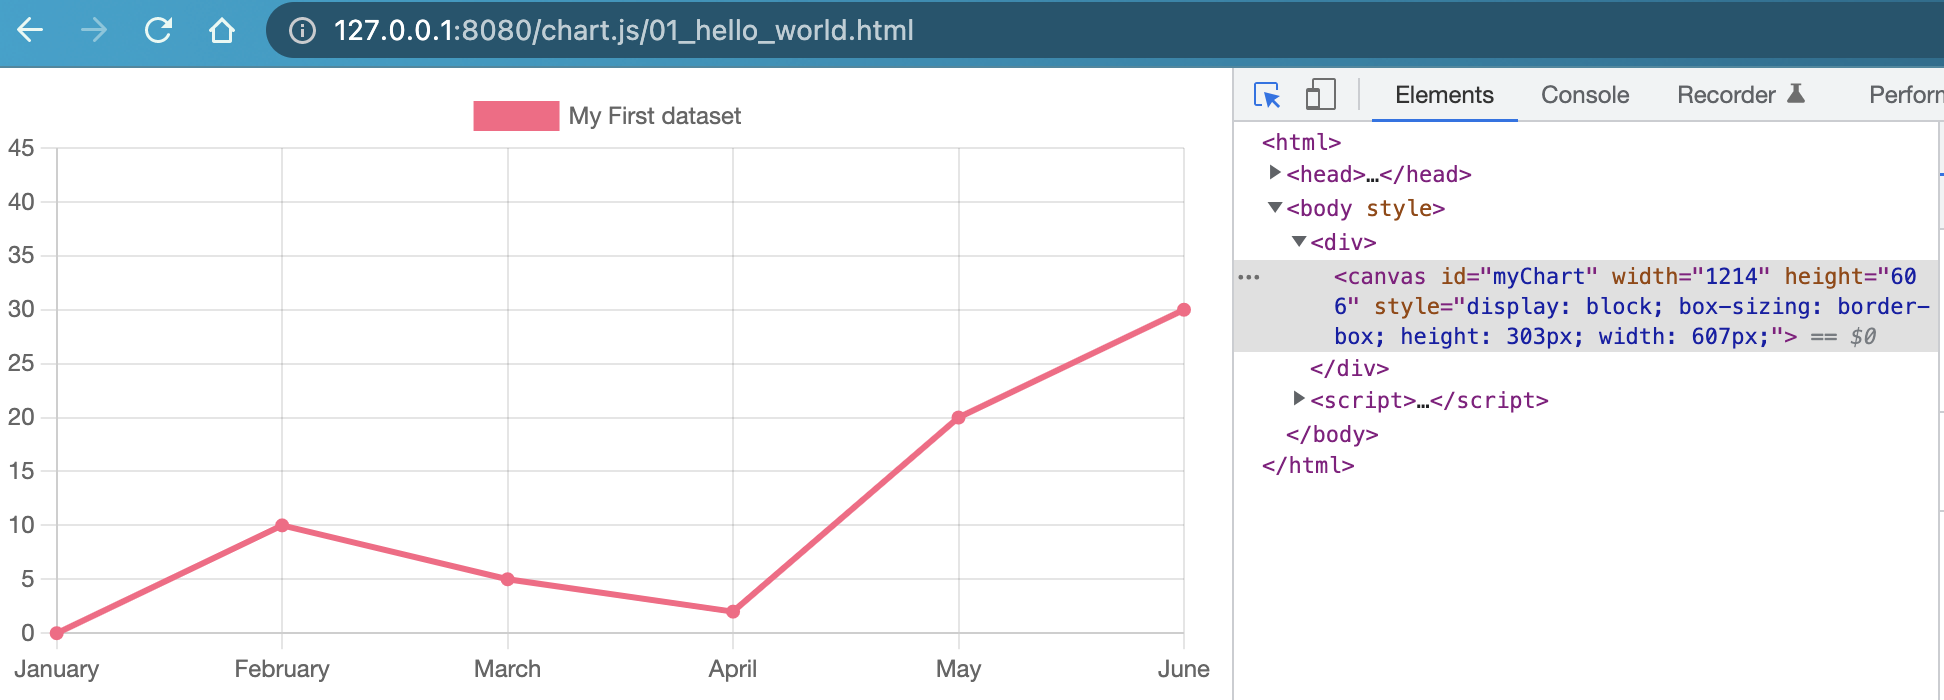 127.0.0.1:8080/chart.js/01_hello_world.html
My First dataset
45
40
35
30
25
20
15
10
5
0
January February March April May June
Elements Console Recorder Perforn
<html>
<head>…</head>
<body style>
<div>
<canvas id="myChart" width="1214" height="60
6" style="display: block; box-sizing: border-
box; height: 303px; width: 607px;"> == $0
</div>
<script>…</script>
</body>
</html>